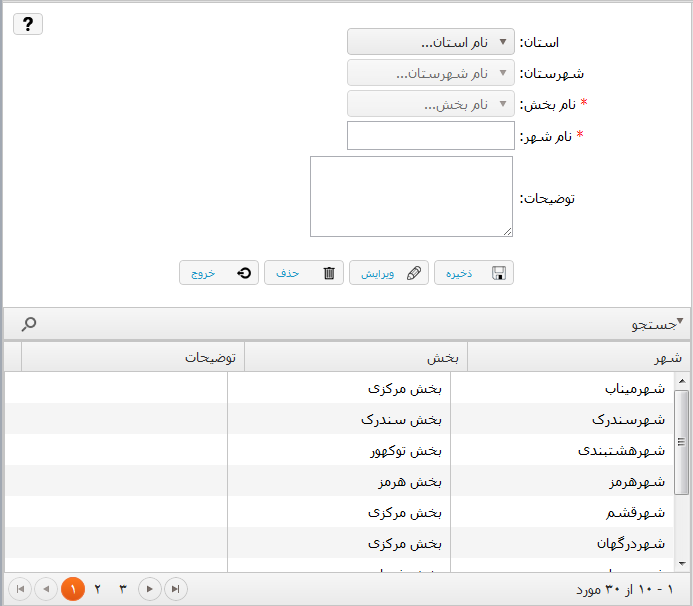 ?
استان: نام استان...
شهرستان: نام شهرستان...
* نام بخش: نام بخش...
* نام شهر:
توضیحات:
ذخیره ویرایش حذف خروج
جستجو
شهر بخش توضیحات
شهرمیناب بخش مرکزی
شهرسندرک بخش سندرک
شهرهشتبندی بخش توکهور
شهرهرمز بخش هرمز
شهرقشم بخش مرکزی
شهردرگهان بخش مرکزی
۱ - ۱۰ از ۳۰ مورد ۳ ۲ ۱